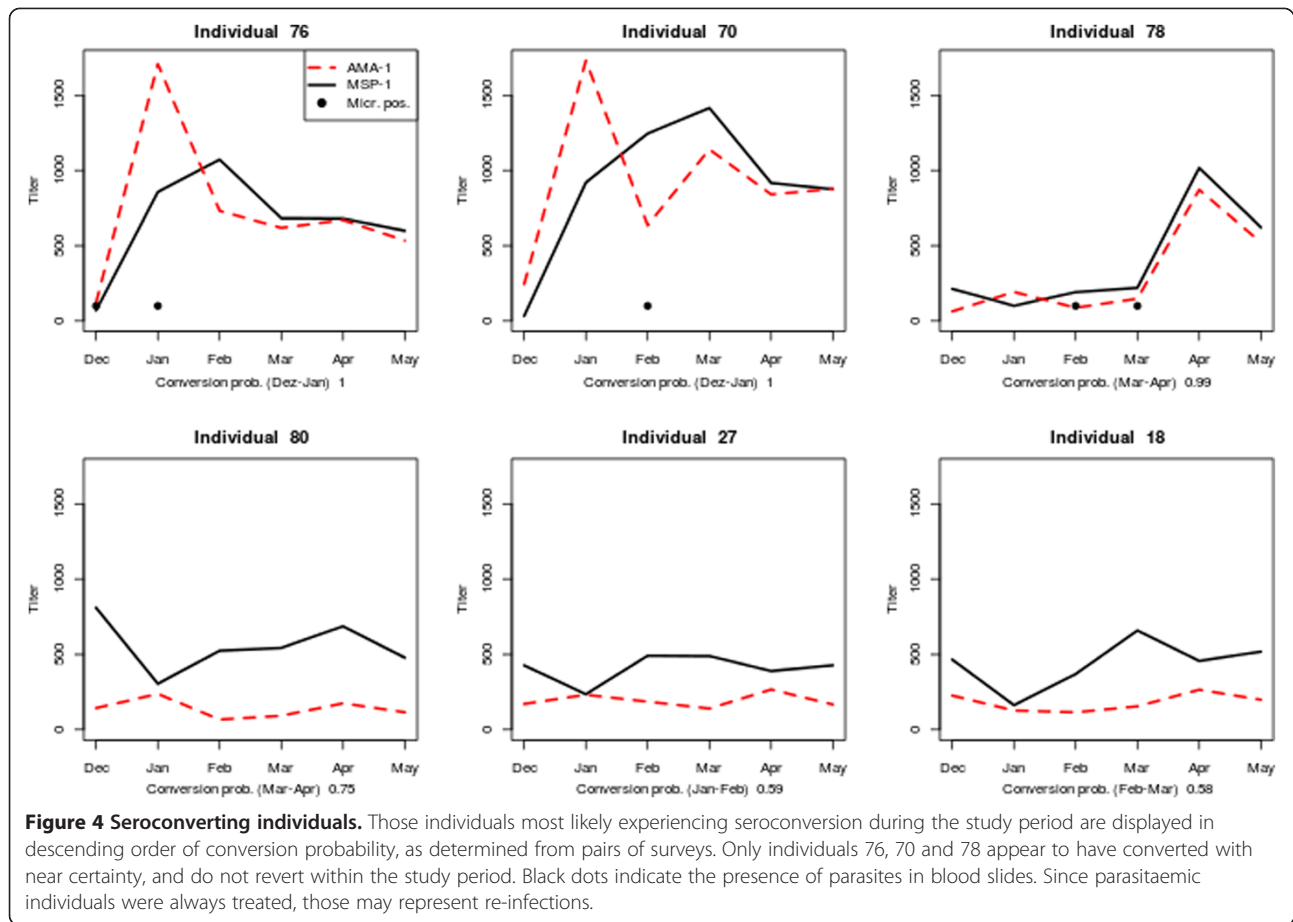 Individual 76
AMA-1
MSP-1
Micr. pos.
Titer
0
500
1000
1500
Dec Jan Feb Mar Apr May
Conversion prob. (Dez-Jan) 1
Individual 70
Titer
0
500
1000
1500
Dec Jan Feb Mar Apr May
Conversion prob. (Dez-Jan) 1
Individual 78
Titer
0
500
1000
1500
Dec Jan Feb Mar Apr May
Conversion prob. (Mar-Apr) 0.99
Individual 80
Titer
0
500
1000
1500
Dec Jan Feb Mar Apr May
Conversion prob. (Mar-Apr) 0.75
Individual 27
Titer
0
500
1000
1500
Dec Jan Feb Mar Apr May
Conversion prob. (Jan-Feb) 0.59
Individual 18
Titer
0
500
1000
1500
Dec Jan Feb Mar Apr May
Conversion prob. (Feb-Mar) 0.58
Figure 4 Seroconverting individuals. Those individuals most likely experiencing seroconversion during the study period are displayed in
descending order of conversion probability, as determined from pairs of surveys. Only individuals 76, 70 and 78 appear to have converted with
near certainty, and do not revert within the study period. Black dots indicate the presence of parasites in blood slides. Since parasitaemic
individuals were always treated, those may represent re-infections.